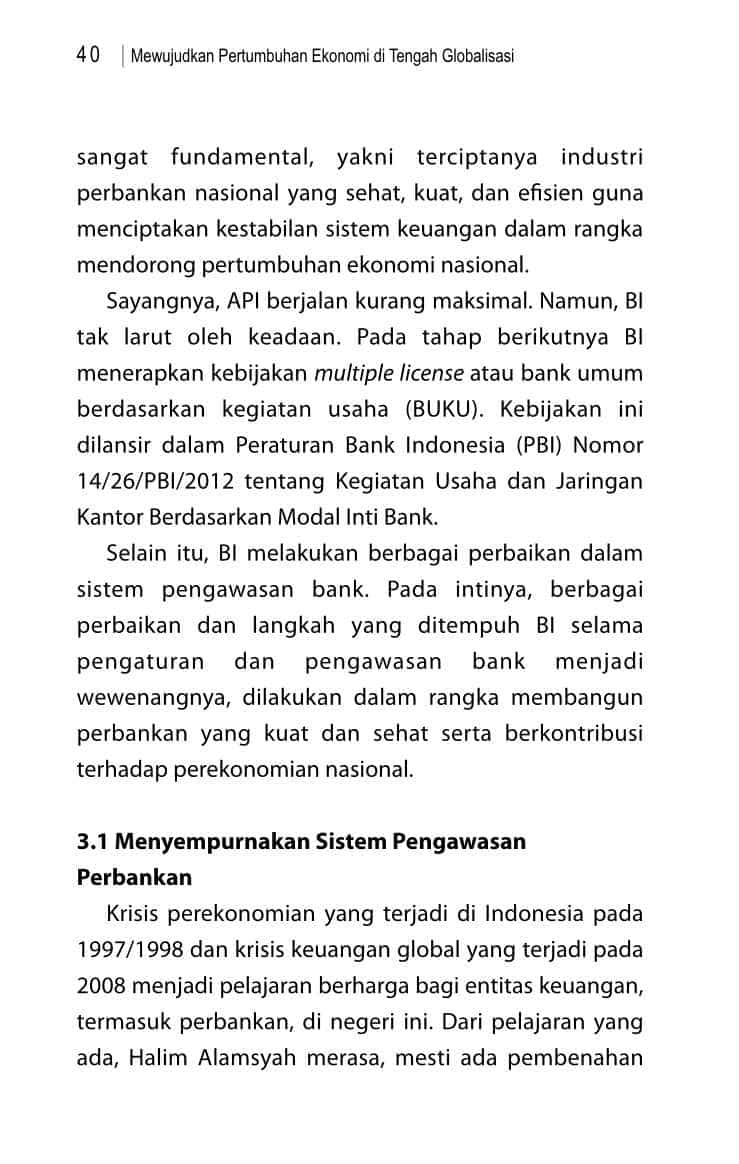 40 | Mewujudkan Pertumbuhan Ekonomi di Tengah Globalisasi
sangat fundamental, yakni terciptanya industri
perbankan nasional yang sehat, kuat, dan efisien guna
menciptakan kestabilan sistem keuangan dalam rangka
mendorong pertumbuhan ekonomi nasional.
Sayangnya, API berjalan kurang maksimal. Namun, BI
tak larut oleh keadaan. Pada tahap berikutnya BI
menerapkan kebijakan multiple license atau bank umum
berdasarkan kegiatan usaha (BUKU). Kebijakan ini
dilansir dalam Peraturan Bank Indonesia (PBI) Nomor
14/26/PBI/2012 tentang Kegiatan Usaha dan Jaringan
Kantor Berdasarkan Modal Inti Bank.
Selain itu, BI melakukan berbagai perbaikan dalam
sistem pengawasan bank. Pada intinya, berbagai
perbaikan dan langkah yang ditempuh BI selama
pengaturan dan pengawasan bank menjadi
wewenangnya, dilakukan dalam rangka membangun
perbankan yang kuat dan sehat serta berkontribusi
terhadap perekonomian nasional.
3.1 Menyempurnakan Sistem Pengawasan
Perbankan
Krisis perekonomian yang terjadi di Indonesia pada
1997/1998 dan krisis keuangan global yang terjadi pada
2008 menjadi pelajaran berharga bagi entitas keuangan,
termasuk perbankan, di negeri ini. Dari pelajaran yang
ada, Halim Alamsyah merasa, mesti ada pembenahan